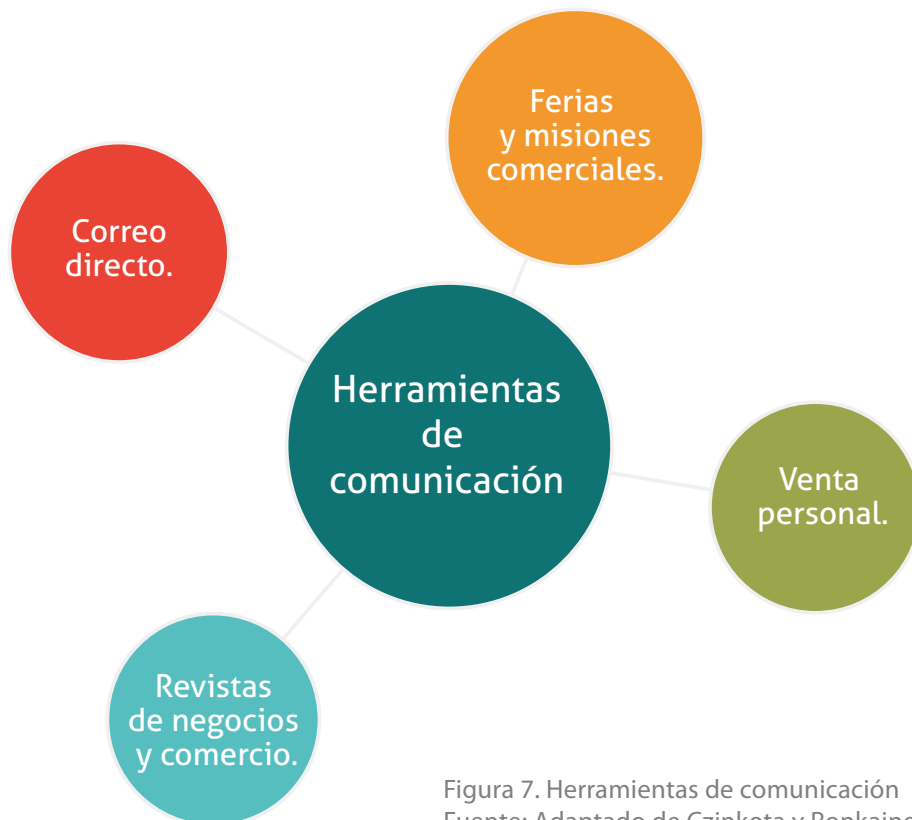 Ferias
y misiones
comerciales.
Correo
directo.
Herramientas
de
comunicación
Venta
personal.
Revistas
de negocios
y comercio.
Figura 7. Herramientas de comunicación
Fuente: Adaptado de Czinkota y